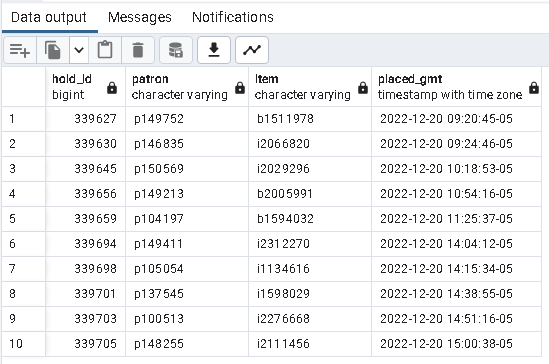 Data output Messages Notifications
hold_id patron item placed_gmt
bigint character varying character varying timestamp with time zone
1 339627 p149752 b1511978 2022-12-20 09:20:45-05
2 339630 p146835 i2066820 2022-12-20 09:24:46-05
3 339645 p150569 i2029296 2022-12-20 10:18:53-05
4 339656 p149213 b2005991 2022-12-20 10:54:16-05
5 339659 p104197 b1594032 2022-12-20 11:25:37-05
6 339694 p149411 i2312270 2022-12-20 14:04:12-05
7 339698 p105054 i1134616 2022-12-20 14:15:34-05
8 339701 p137545 i1598029 2022-12-20 14:38:55-05
9 339703 p100513 i2276668 2022-12-20 14:51:16-05
10 339705 p148255 i2111456 2022-12-20 15:00:38-05